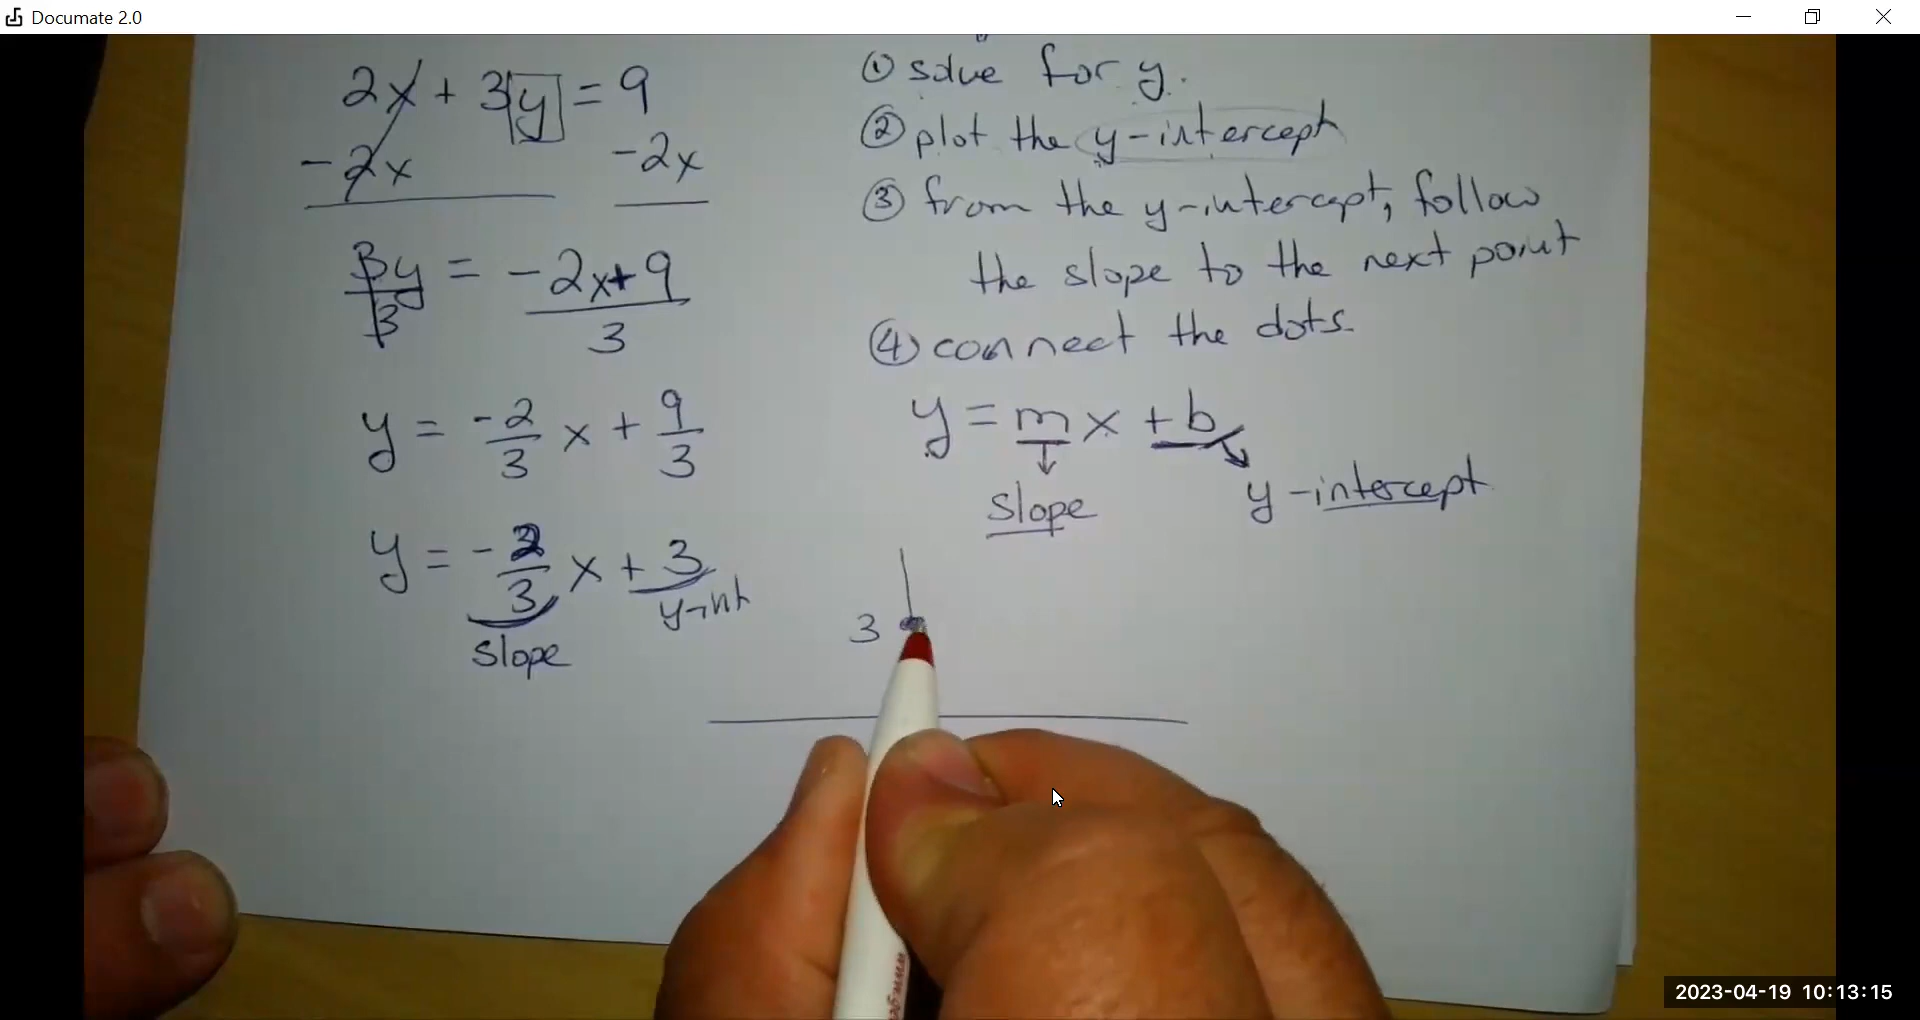 Documate 2.0
2x + 3y = 9
-2x -2x
3y = -2x+9
3 3
y = -2/3 x + 9/3
y = -2/3 x + 3
slope y-int
① solve for y.
② plot the y-intercept
③ from the y-intercept, follow
the slope to the next point
④ connect the dots.
y = mx + b
slope y-intercept
3
2023-04-19 10:13:15